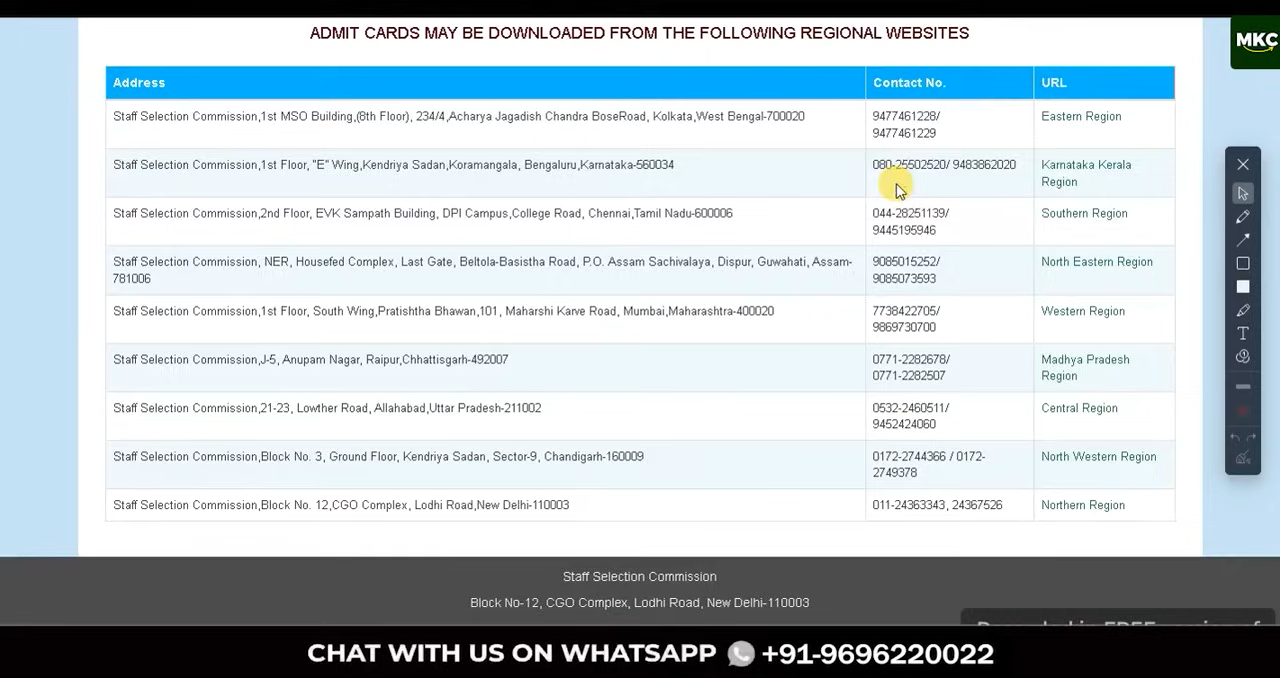 ADMIT CARDS MAY BE DOWNLOADED FROM THE FOLLOWING REGIONAL WEBSITES
MKC
Address Contact No. URL
Staff Selection Commission,1st MSO Building,(8th Floor), 234/4,Acharya Jagadish Chandra BoseRoad, Kolkata,West Bengal-700020 9477461228/ Eastern Region
9477461229
Staff Selection Commission,1st Floor, "E" Wing,Kendriya Sadan,Koramangala, Bengaluru,Karnataka-560034 080-25502520/ 9483862020 Karnataka Kerala
Region
Staff Selection Commission,2nd Floor, EVK Sampath Building, DPI Campus,College Road, Chennai,Tamil Nadu-600006 044-28251139/ Southern Region
9445195946
Staff Selection Commission, NER, Housefed Complex, Last Gate, Beltola-Basistha Road, P.O. Assam Sachivalaya, Dispur, Guwahati, Assam- 9085015252/ North Eastern Region
781006 9085073593
Staff Selection Commission,1st Floor, South Wing,Pratishtha Bhawan,101, Maharshi Karve Road, Mumbai,Maharashtra-400020 7738422705/ Western Region
9869730700
Staff Selection Commission,J-5, Anupam Nagar, Raipur,Chhattisgarh-492007 0771-2282678/ Madhya Pradesh
0771-2282507 Region
Staff Selection Commission,21-23, Lowther Road, Allahabad,Uttar Pradesh-211002 0532-2460511/ Central Region
9452424060
Staff Selection Commission,Block No. 3, Ground Floor, Kendriya Sadan, Sector-9, Chandigarh-160009 0172-2744366 / 0172- North Western Region
2749378
Staff Selection Commission,Block No. 12,CGO Complex, Lodhi Road,New Delhi-110003 011-24363343, 24367526 Northern Region
Staff Selection Commission
Block No-12, CGO Complex, Lodhi Road, New Delhi-110003
CHAT WITH US ON WHATSAPP +91-9696220022